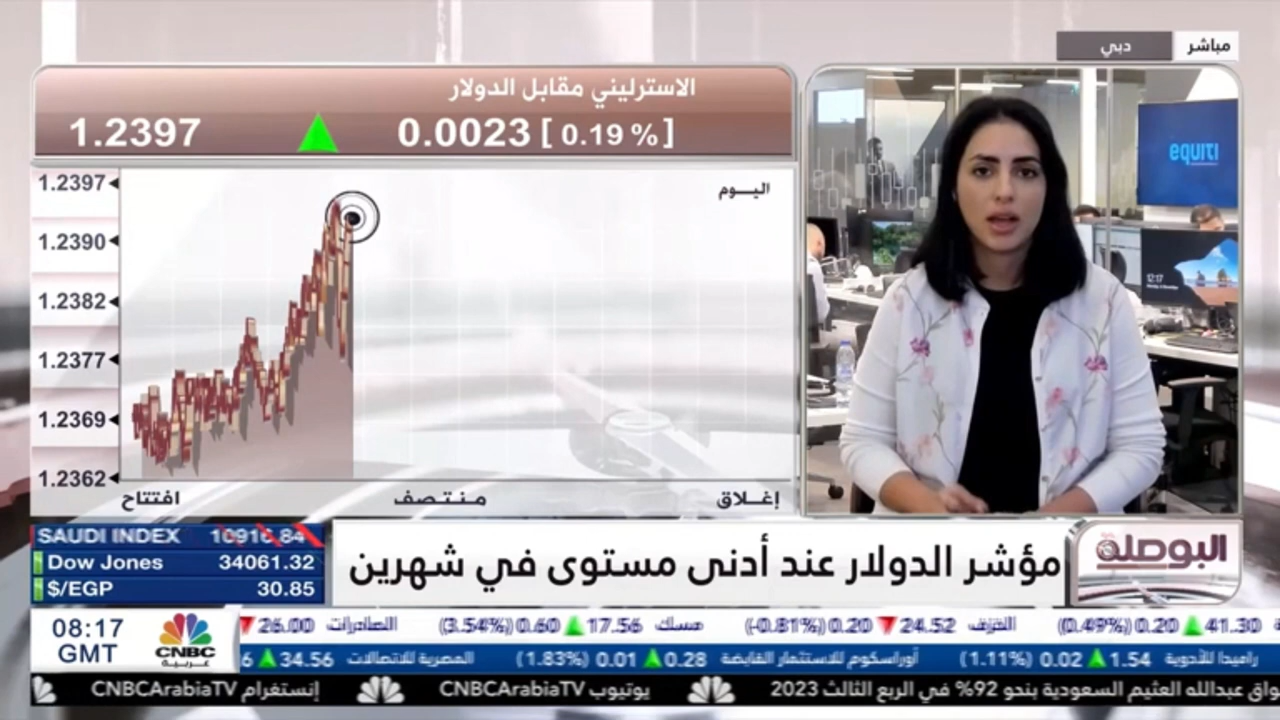 مباشر
دبي
الاسترليني مقابل الدولار
1.2397 ▲ 0.0023 [ 0.19 % ]
equiti
اليوم
1.2397
1.2390
1.2382
1.2377
1.2369
1.2362
افتتاح منتصف إغلاق
12:17
SAUDI INDEX
Dow Jones 34061.32
$/EGP 30.85
مؤشر الدولار عند أدنى مستوى في شهرين
البوصلة
08:17
GMT
CNBC
عربية
41.30 ▲ 0.20 (0.49%) الخزف 24.52 ▼ 0.20 (-0.81%) مسك 17.56 ▲ 0.60 (3.54%) الصادرات 26.00 ▼
راميدا للأدوية 1.54 ▲ 0.02 (1.11%) أوراسكوم للاستثمار القابضة 0.28 ▲ 0.01 (1.83%) المصرية للاتصالات 34.56 ▲
عبدالله العثيم السعودية بنحو 92% في الربع الثالث 2023 يوتيوب CNBCArabiaTV إنستغرام CNBCArabiaTV